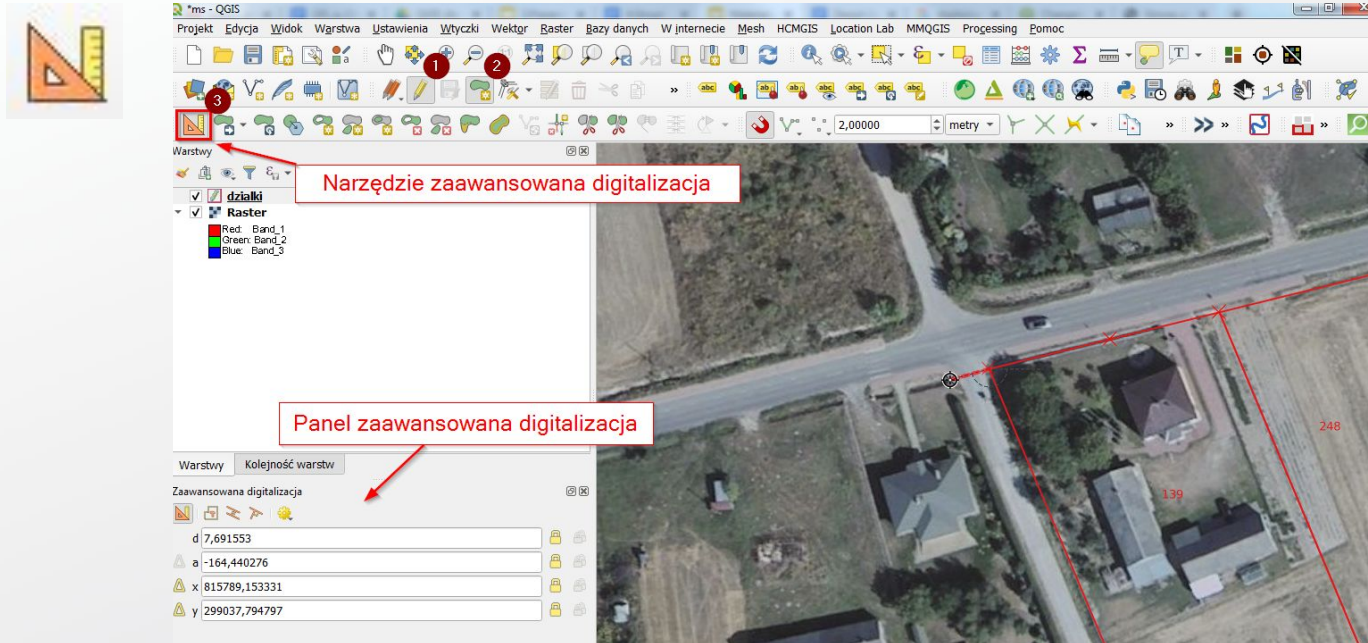 *ms - QGIS
Projekt Edycja Widok Warstwa Ustawienia Wtyczki Wektor Raster Bazy danych W internecie Mesh HCMGIS Location Lab MMQGIS Processing Pomoc
1
2
3
abc
2,00000 metry
Warstwy
Narzędzie zaawansowana digitalizacja
dzialki
Raster
Red: Band_1
Green: Band_2
Blue: Band_3
248
139
Panel zaawansowana digitalizacja
Warstwy Kolejność warstw
Zaawansowana digitalizacja
d 7,691553
a -164,440276
x 815789,153331
y 299037,794797